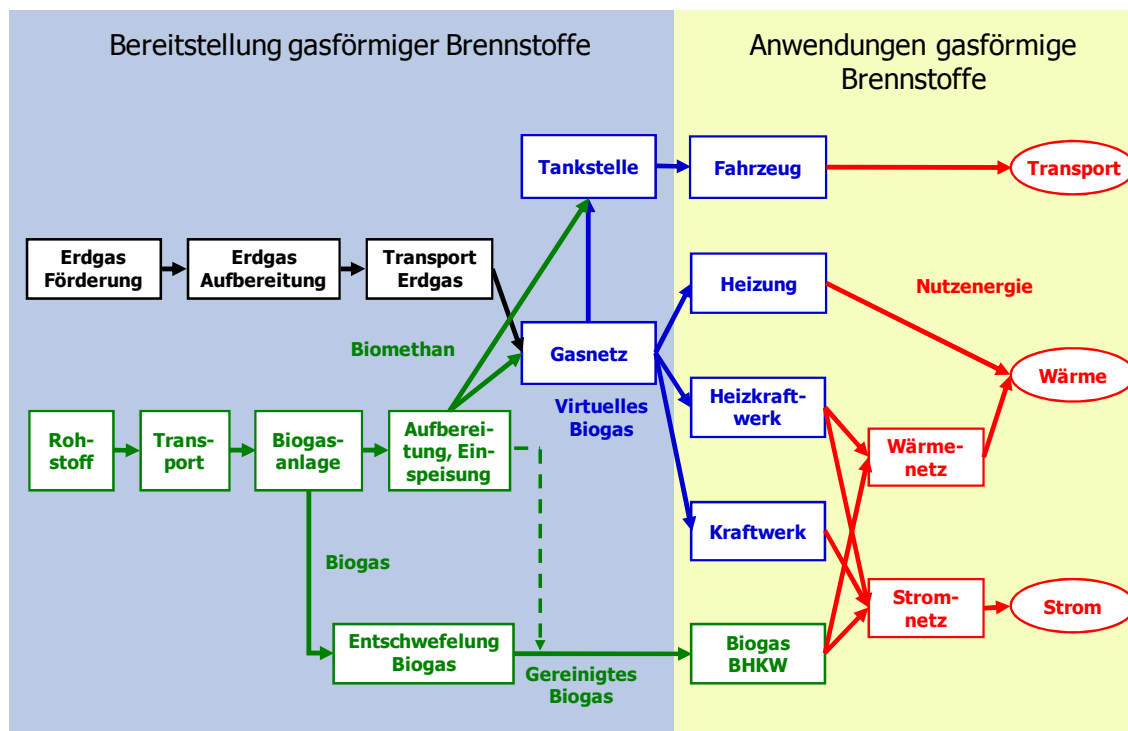 Bereitstellung gasförmiger Brennstoffe
Anwendungen gasförmige
Brennstoffe
Tankstelle
Fahrzeug
Transport
Erdgas
Förderung
Erdgas
Aufbereitung
Transport
Erdgas
Heizung
Nutzenergie
Biomethan
Gasnetz
Wärme
Virtuelles
Biogas
Heizkraft-
werk
Roh-
stoff
Trans-
port
Biogas-
anlage
Aufberei-
tung, Ein-
speisung
Wärme-
netz
Kraftwerk
Biogas
Strom-
netz
Strom
Entschwefelung
Biogas
Gereinigtes
Biogas
Biogas
BHKW